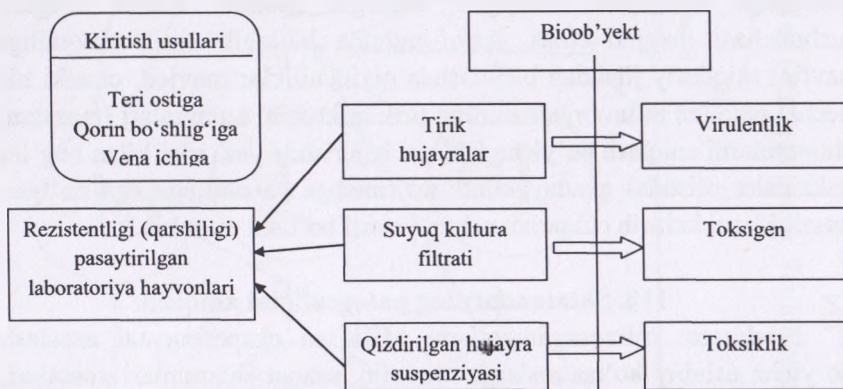 Kiritish usullari
Teri ostiga
Qorin bo‘shlig‘iga
Vena ichiga
Bioob’yekt
Tirik
hujayralar
Virulentlik
Rezistentligi (qarshiligi)
pasaytirilgan
laboratoriya hayvonlari
Suyuq kultura
filtrati
Toksigen
Qizdirilgan hujayra
suspenziyasi
Toksiklik